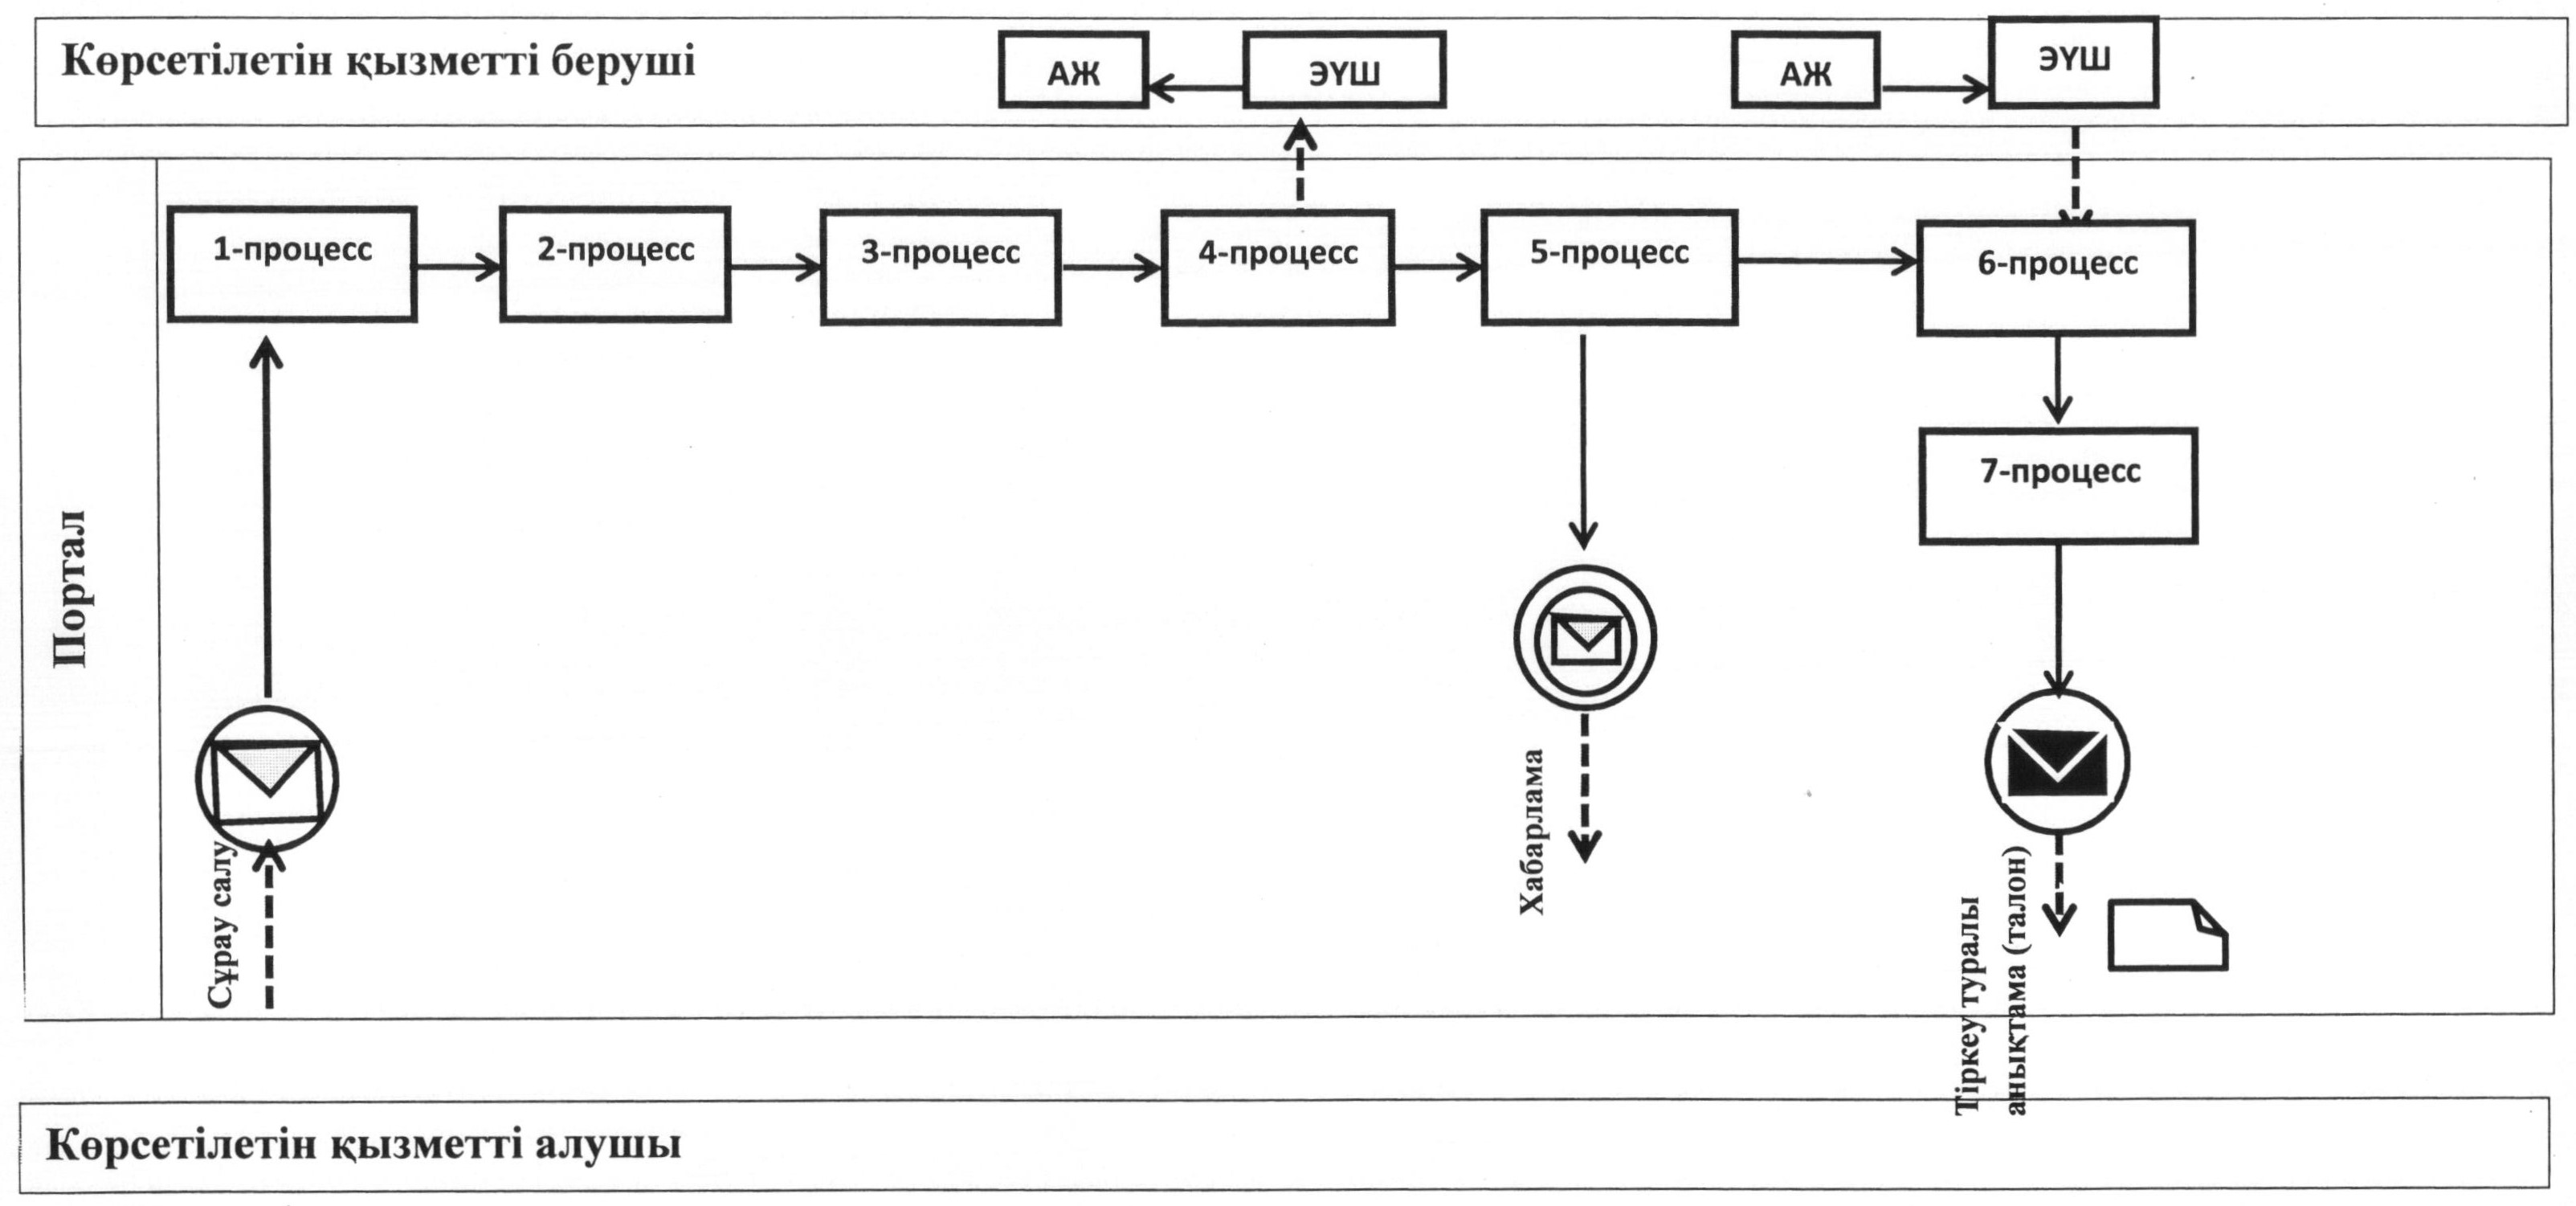 Көрсетілетін қызметті беруші
АЖ
ЭҮШ
АЖ
ЭҮШ
Портал
1-процесс
2-процесс
3-процесс
4-процесс
5-процесс
6-процесс
7-процесс
Сұрау салу
Хабарлама
Тіркеу туралы
анықтама (талон)
Көрсетілетін қызметті алушы